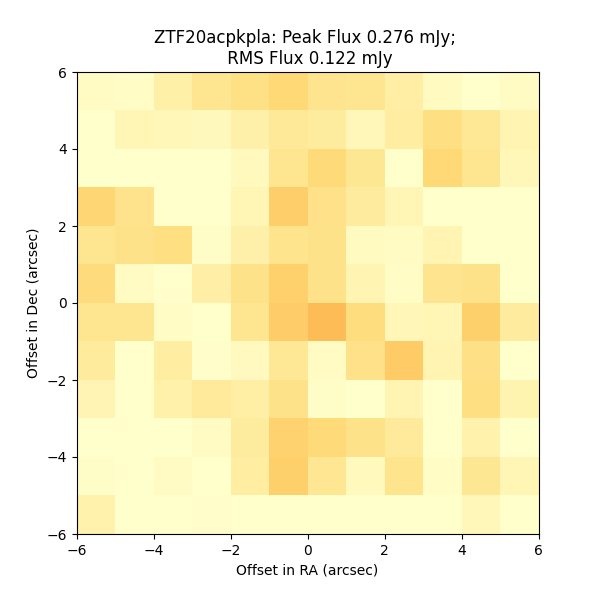 ZTF20acpkpla: Peak Flux 0.276 mJy;
RMS Flux 0.122 mJy
6
4
2
0
−2
−4
−6
Offset in Dec (arcsec)
−6 −4 −2 0 2 4 6
Offset in RA (arcsec)